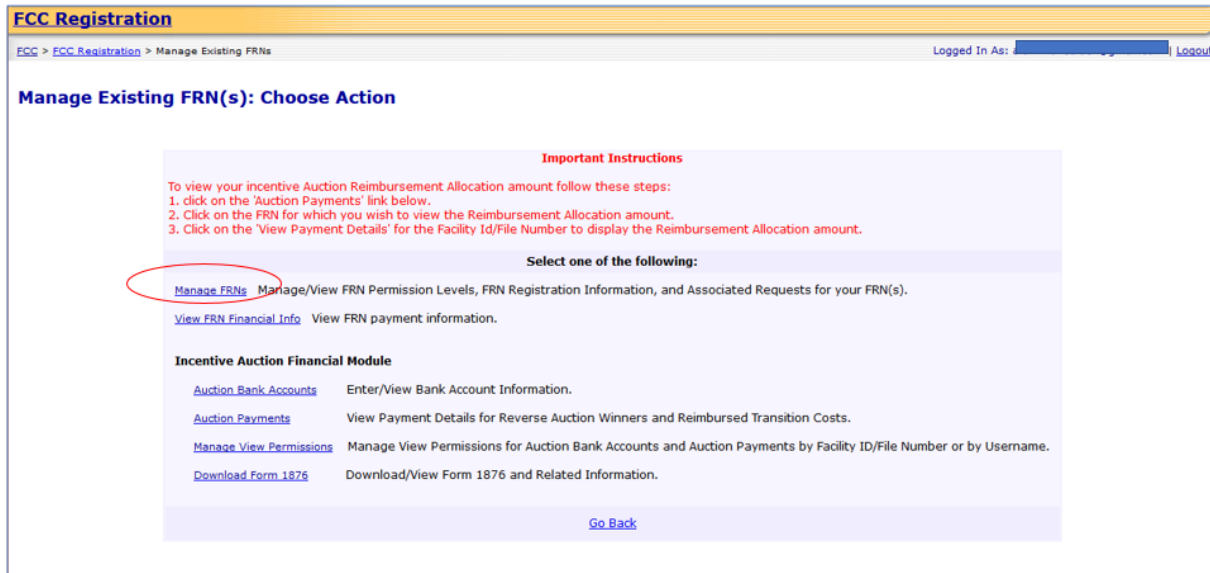 FCC Registration
FCC > FCC Registration > Manage Existing FRNs
Logged In As: | Logout
Manage Existing FRN(s): Choose Action
Important Instructions
To view your incentive Auction Reimbursement Allocation amount follow these steps:
1. click on the 'Auction Payments' link below.
2. Click on the FRN for which you wish to view the Reimbursement Allocation amount.
3. Click on the 'View Payment Details' for the Facility Id/File Number to display the Reimbursement Allocation amount.
Select one of the following:
Manage FRNs Manage/View FRN Permission Levels, FRN Registration Information, and Associated Requests for your FRN(s).
View FRN Financial Info View FRN payment information.
Incentive Auction Financial Module
Auction Bank Accounts Enter/View Bank Account Information.
Auction Payments View Payment Details for Reverse Auction Winners and Reimbursed Transition Costs.
Manage View Permissions Manage View Permissions for Auction Bank Accounts and Auction Payments by Facility ID/File Number or by Username.
Download Form 1876 Download/View Form 1876 and Related Information.
Go Back